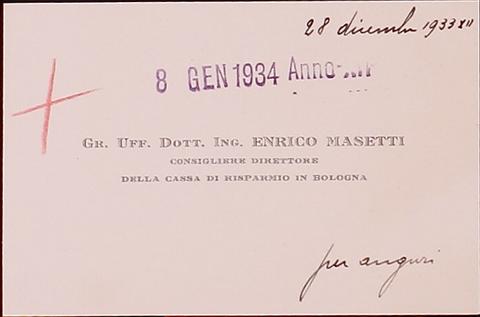 28 dicembre 1933 XII
8 GEN 1934 Anno-XII
GR. UFF. DOTT. ING. ENRICO MASETTI
CONSIGLIERE DIRETTORE
DELLA CASSA DI RISPARMIO IN BOLOGNA
per auguri